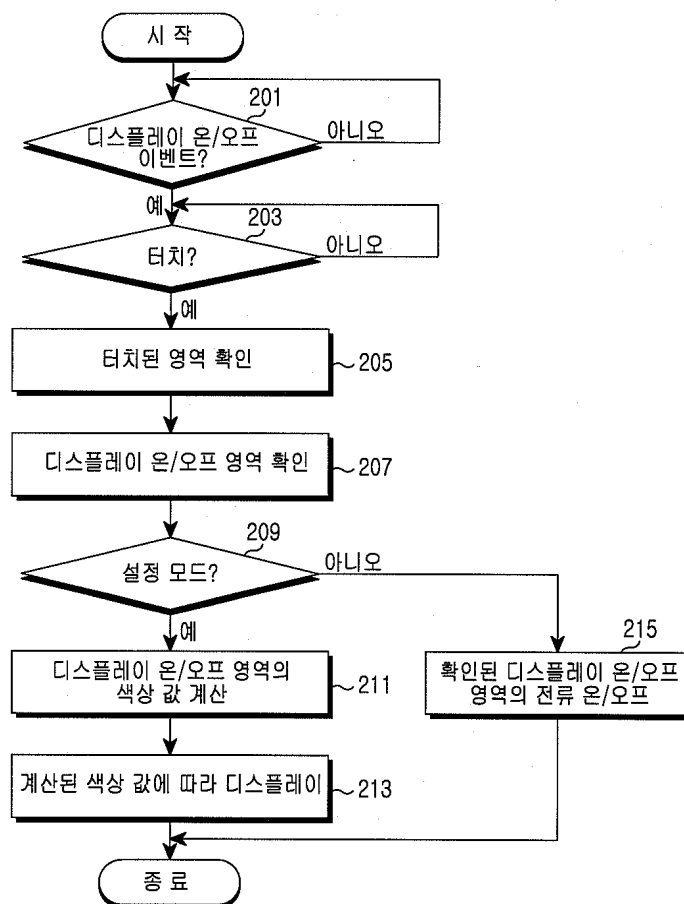 시 작
201
디스플레이 온/오프
이벤트?
아니오
예
203
터치?
아니오
예
터치된 영역 확인
205
디스플레이 온/오프 영역 확인
207
209
설정 모드?
아니오
예
디스플레이 온/오프 영역의
색상 값 계산
211
215
확인된 디스플레이 온/오프
영역의 전류 온/오프
계산된 색상 값에 따라 디스플레이
213
종 료